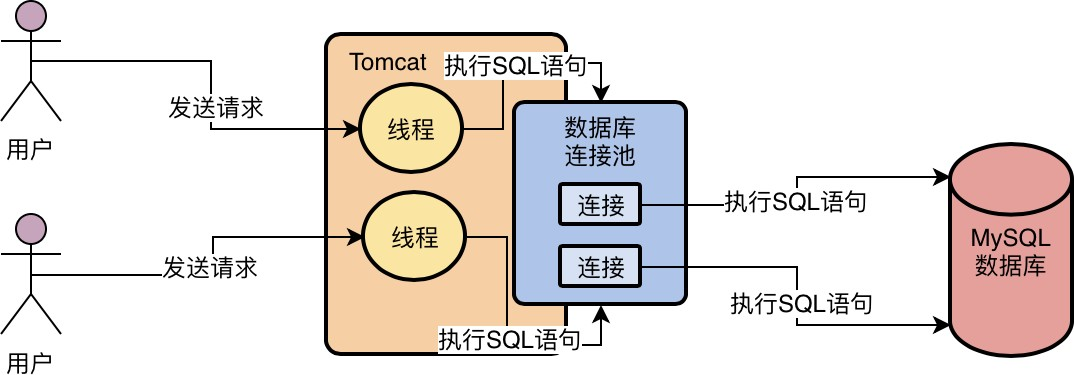 用户
发送请求
Tomcat
线程
执行SQL语句
数据库
连接池
连接
执行SQL语句
MySQL
数据库
用户
发送请求
线程
执行SQL语句
连接
执行SQL语句